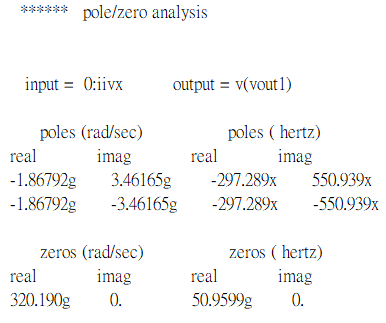 ****** pole/zero analysis
input = 0:iivx output = v(vout1)
poles (rad/sec) poles ( hertz)
real imag real imag
-1.86792g 3.46165g -297.289x 550.939x
-1.86792g -3.46165g -297.289x -550.939x
zeros (rad/sec) zeros ( hertz)
real imag real imag
320.190g 0. 50.9599g 0.